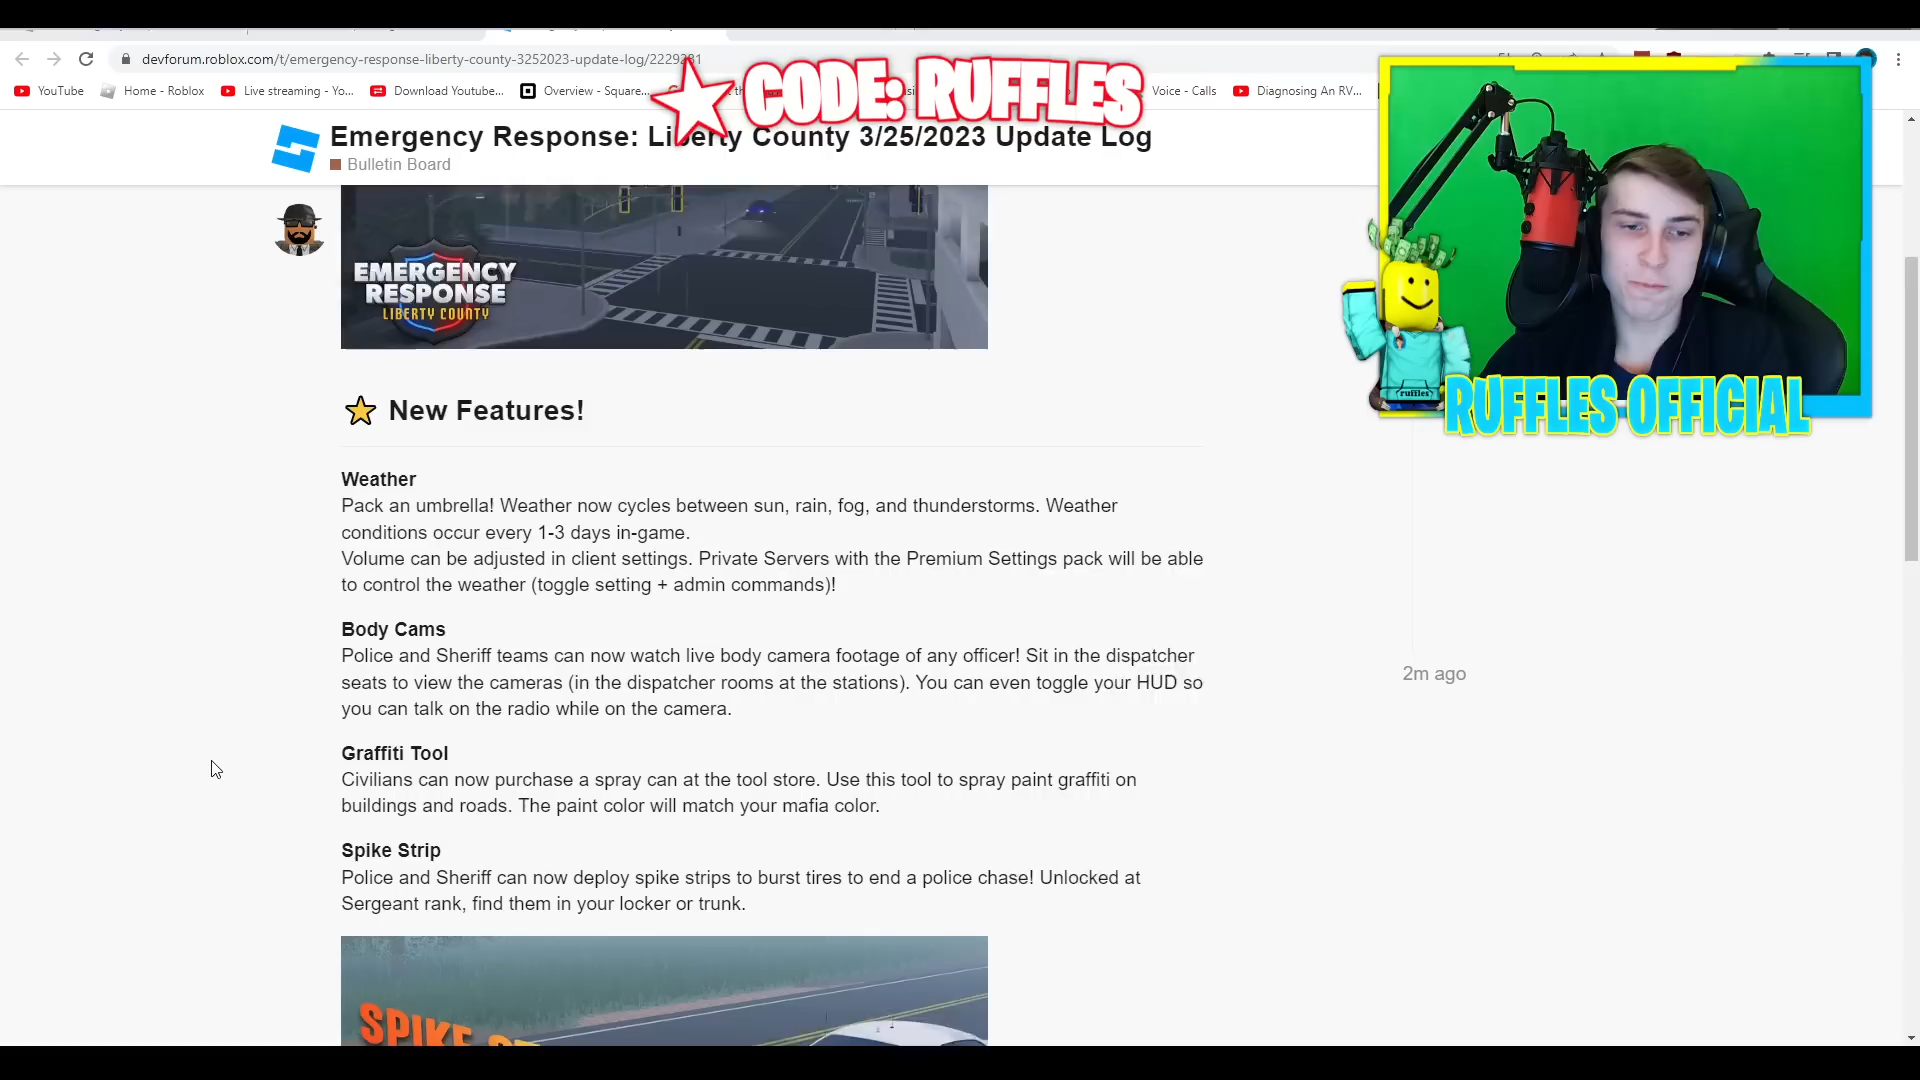 devforum.roblox.com/t/emergency-response-liberty-county-3252023-update-log/2229281
YouTube
Home - Roblox
Live streaming - Yo...
Download Youtube...
Overview - Square...
Voice - Calls
Diagnosing An RV...
CODE: RUFFLES
Emergency Response: Liberty County 3/25/2023 Update Log
Bulletin Board
EMERGENCY
RESPONSE
LIBERTY COUNTY
ruffles
RUFFLES OFFICIAL
New Features!
Weather
Pack an umbrella! Weather now cycles between sun, rain, fog, and thunderstorms. Weather
conditions occur every 1-3 days in-game.
Volume can be adjusted in client settings. Private Servers with the Premium Settings pack will be able
to control the weather (toggle setting + admin commands)!
Body Cams
Police and Sheriff teams can now watch live body camera footage of any officer! Sit in the dispatcher
seats to view the cameras (in the dispatcher rooms at the stations). You can even toggle your HUD so
you can talk on the radio while on the camera.
2m ago
Graffiti Tool
Civilians can now purchase a spray can at the tool store. Use this tool to spray paint graffiti on
buildings and roads. The paint color will match your mafia color.
Spike Strip
Police and Sheriff can now deploy spike strips to burst tires to end a police chase! Unlocked at
Sergeant rank, find them in your locker or trunk.
SPIKE